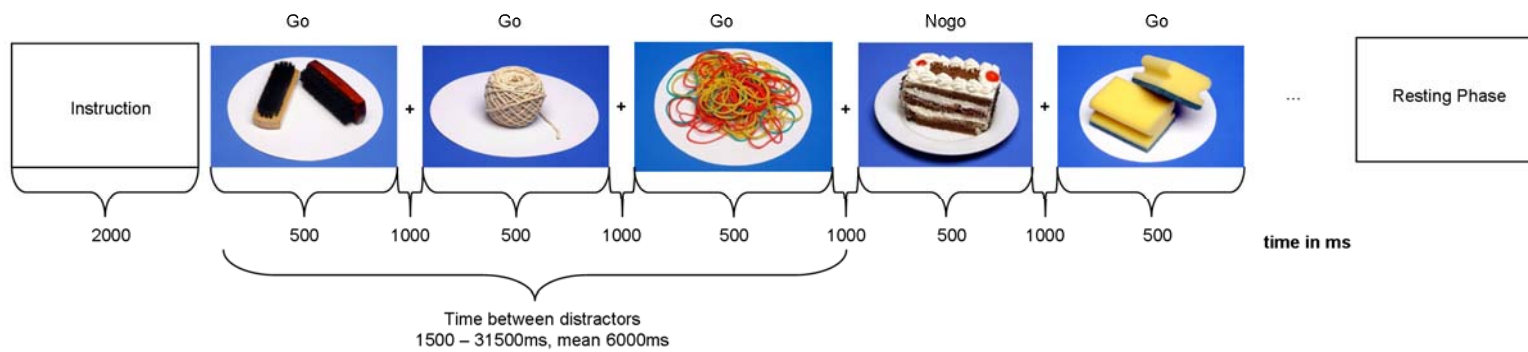 Go Go Go Nogo Go
Instruction + + + + ... Resting Phase
2000 500 1000 500 1000 500 1000 500 1000 500 time in ms
Time between distractors
1500 – 31500ms, mean 6000ms